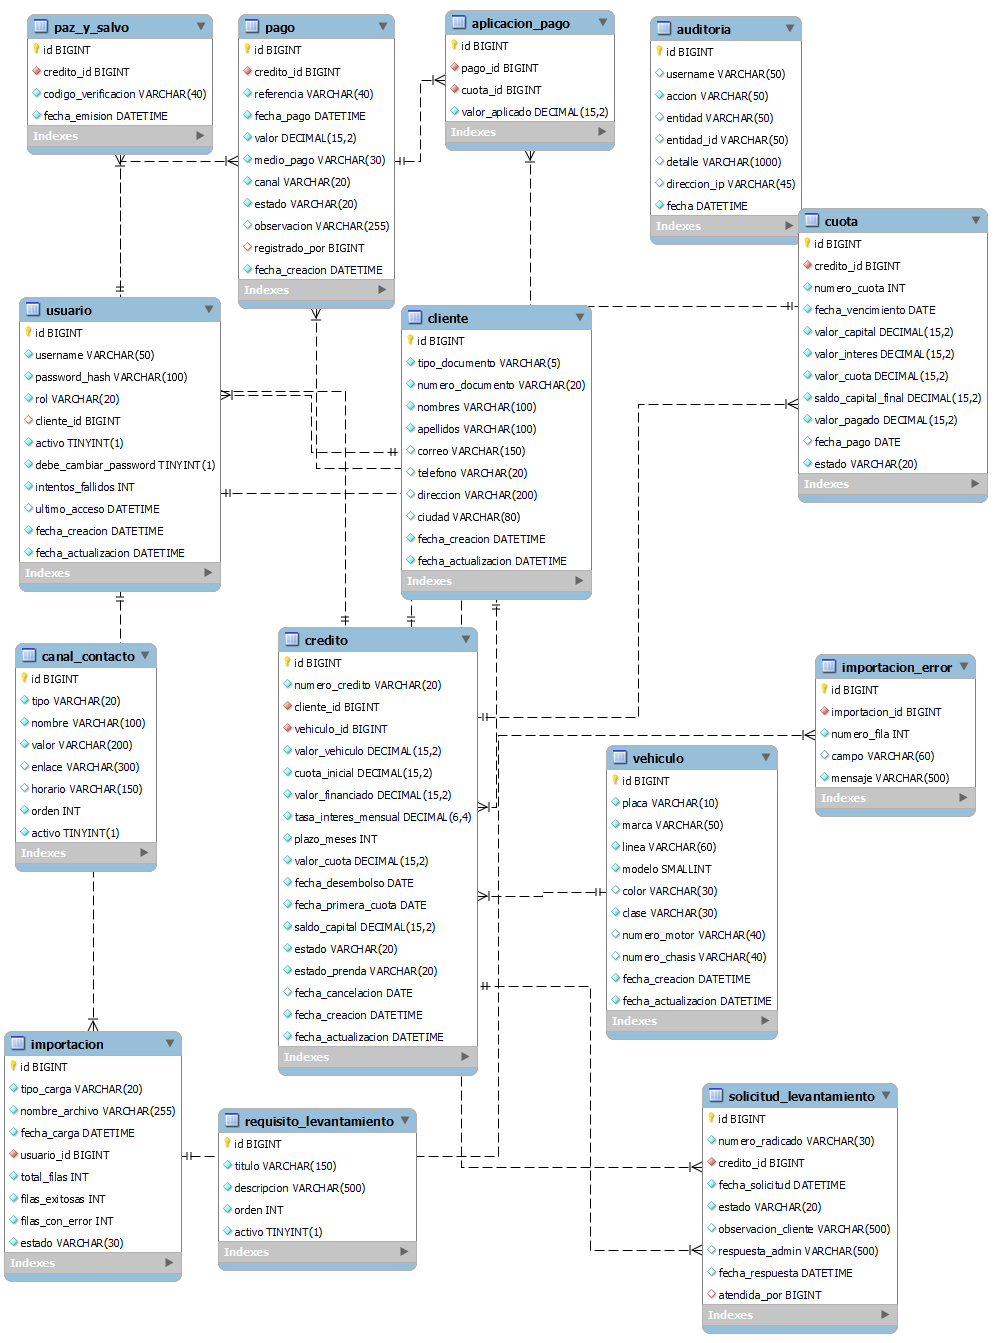 paz_y_salvo
id BIGINT
credito_id BIGINT
codigo_verificacion VARCHAR(40)
fecha_emision DATETIME
Indexes
pago
id BIGINT
credito_id BIGINT
referencia VARCHAR(40)
fecha_pago DATETIME
valor DECIMAL(15,2)
medio_pago VARCHAR(30)
canal VARCHAR(20)
estado VARCHAR(20)
observacion VARCHAR(255)
registrado_por BIGINT
fecha_creacion DATETIME
Indexes
aplicacion_pago
id BIGINT
pago_id BIGINT
cuota_id BIGINT
valor_aplicado DECIMAL(15,2)
Indexes
auditoria
id BIGINT
username VARCHAR(50)
accion VARCHAR(50)
entidad VARCHAR(50)
entidad_id VARCHAR(50)
detalle VARCHAR(1000)
direccion_ip VARCHAR(45)
fecha DATETIME
Indexes
cuota
id BIGINT
credito_id BIGINT
numero_cuota INT
fecha_vencimiento DATE
valor_capital DECIMAL(15,2)
valor_interes DECIMAL(15,2)
valor_cuota DECIMAL(15,2)
saldo_capital_final DECIMAL(15,2)
valor_pagado DECIMAL(15,2)
fecha_pago DATE
estado VARCHAR(20)
Indexes
usuario
id BIGINT
username VARCHAR(50)
password_hash VARCHAR(100)
rol VARCHAR(20)
cliente_id BIGINT
activo TINYINT(1)
debe_cambiar_password TINYINT(1)
intentos_fallidos INT
ultimo_acceso DATETIME
fecha_creacion DATETIME
fecha_actualizacion DATETIME
Indexes
cliente
id BIGINT
tipo_documento VARCHAR(5)
numero_documento VARCHAR(20)
nombres VARCHAR(100)
apellidos VARCHAR(100)
correo VARCHAR(150)
telefono VARCHAR(20)
direccion VARCHAR(200)
ciudad VARCHAR(80)
fecha_creacion DATETIME
fecha_actualizacion DATETIME
Indexes
canal_contacto
id BIGINT
tipo VARCHAR(20)
nombre VARCHAR(100)
valor VARCHAR(200)
enlace VARCHAR(300)
horario VARCHAR(150)
orden INT
activo TINYINT(1)
Indexes
credito
id BIGINT
numero_credito VARCHAR(20)
cliente_id BIGINT
vehiculo_id BIGINT
valor_vehiculo DECIMAL(15,2)
cuota_inicial DECIMAL(15,2)
valor_financiado DECIMAL(15,2)
tasa_interes_mensual DECIMAL(6,4)
plazo_meses INT
valor_cuota DECIMAL(15,2)
fecha_desembolso DATE
fecha_primera_cuota DATE
saldo_capital DECIMAL(15,2)
estado VARCHAR(20)
estado_prenda VARCHAR(20)
fecha_cancelacion DATE
fecha_creacion DATETIME
fecha_actualizacion DATETIME
Indexes
importacion_error
id BIGINT
importacion_id BIGINT
numero_fila INT
campo VARCHAR(60)
mensaje VARCHAR(500)
Indexes
vehiculo
id BIGINT
placa VARCHAR(10)
marca VARCHAR(50)
linea VARCHAR(60)
modelo SMALLINT
color VARCHAR(30)
clase VARCHAR(30)
numero_motor VARCHAR(40)
numero_chasis VARCHAR(40)
fecha_creacion DATETIME
fecha_actualizacion DATETIME
Indexes
importacion
id BIGINT
tipo_carga VARCHAR(20)
nombre_archivo VARCHAR(255)
fecha_carga DATETIME
usuario_id BIGINT
total_filas INT
filas_exitosas INT
filas_con_error INT
estado VARCHAR(30)
Indexes
requisito_levantamiento
id BIGINT
titulo VARCHAR(150)
descripcion VARCHAR(500)
orden INT
activo TINYINT(1)
Indexes
solicitud_levantamiento
id BIGINT
numero_radicado VARCHAR(30)
credito_id BIGINT
fecha_solicitud DATETIME
estado VARCHAR(20)
observacion_cliente VARCHAR(500)
respuesta_admin VARCHAR(500)
fecha_respuesta DATETIME
atendida_por BIGINT
Indexes